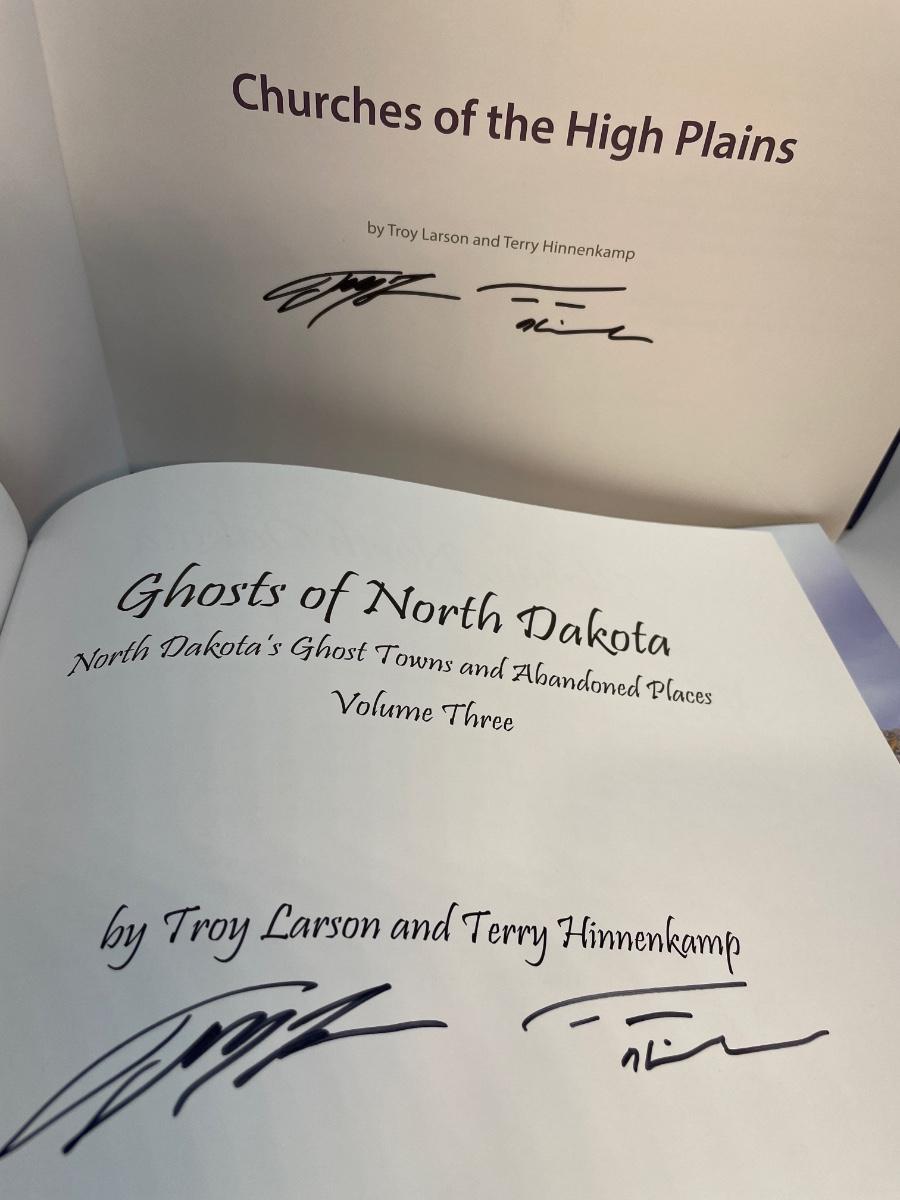 Churches of the High Plains
by Troy Larson and Terry Hinnenkamp
Ghosts of North Dakota
North Dakota's Ghost Towns and Abandoned Places
Volume Three
by Troy Larson and Terry Hinnenkamp